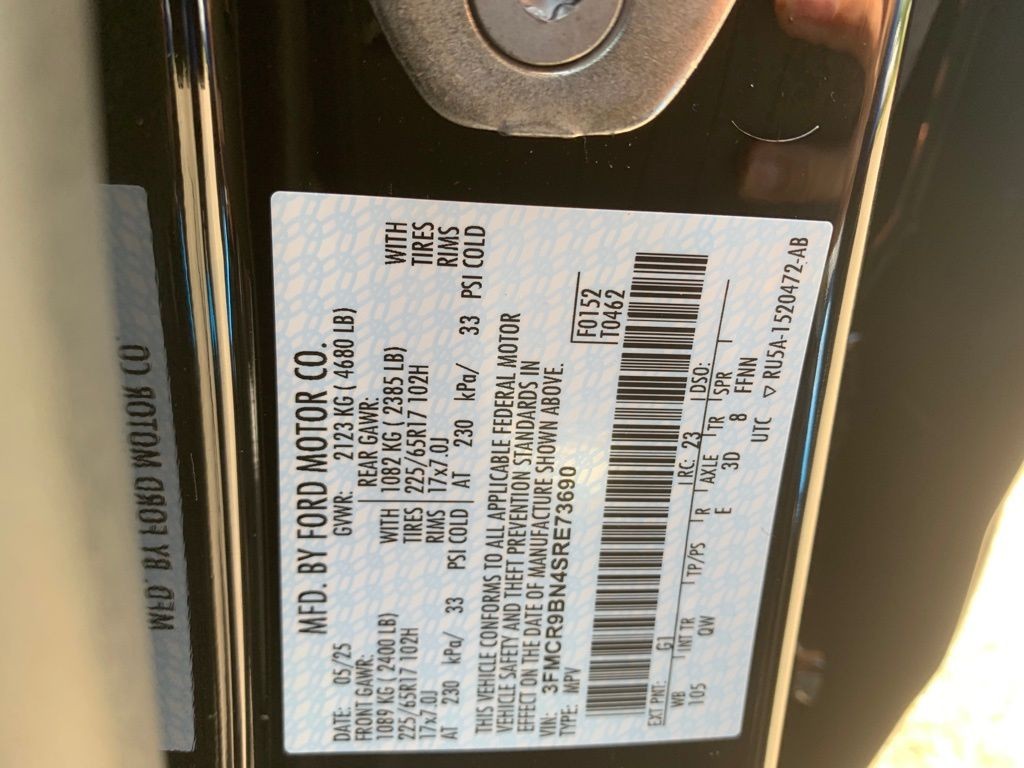 MFD. BY FORD MOTOR CO.
DATE: 05/25 GVWR: 2123 KG ( 4680 LB)
FRONT GAWR: REAR GAWR:
1089 KG ( 2400 LB) WITH 1082 KG ( 2385 LB) WITH
225/65R17 102H TIRES 225/65R17 102H TIRES
17x7.0J RIMS 17x7.0J RIMS
AT 230 kPa/ 33 PSI COLD AT 230 kPa/ 33 PSI COLD
THIS VEHICLE CONFORMS TO ALL APPLICABLE FEDERAL MOTOR
VEHICLE SAFETY AND THEFT PREVENTION STANDARDS IN
EFFECT ON THE DATE OF MANUFACTURE SHOWN ABOVE.
VIN: 3FMCR9BN4SRE73690 F0152
TYPE: MPV T0462
EXT PNT: G1 RC: 23 DSO:
WB INT TR TP/PS R AXLE TR SPR
105 QW E 3D 8 FFNN
UTC ▽ RU5A-1520472-AB
MFD. BY FORD MOTOR CO.